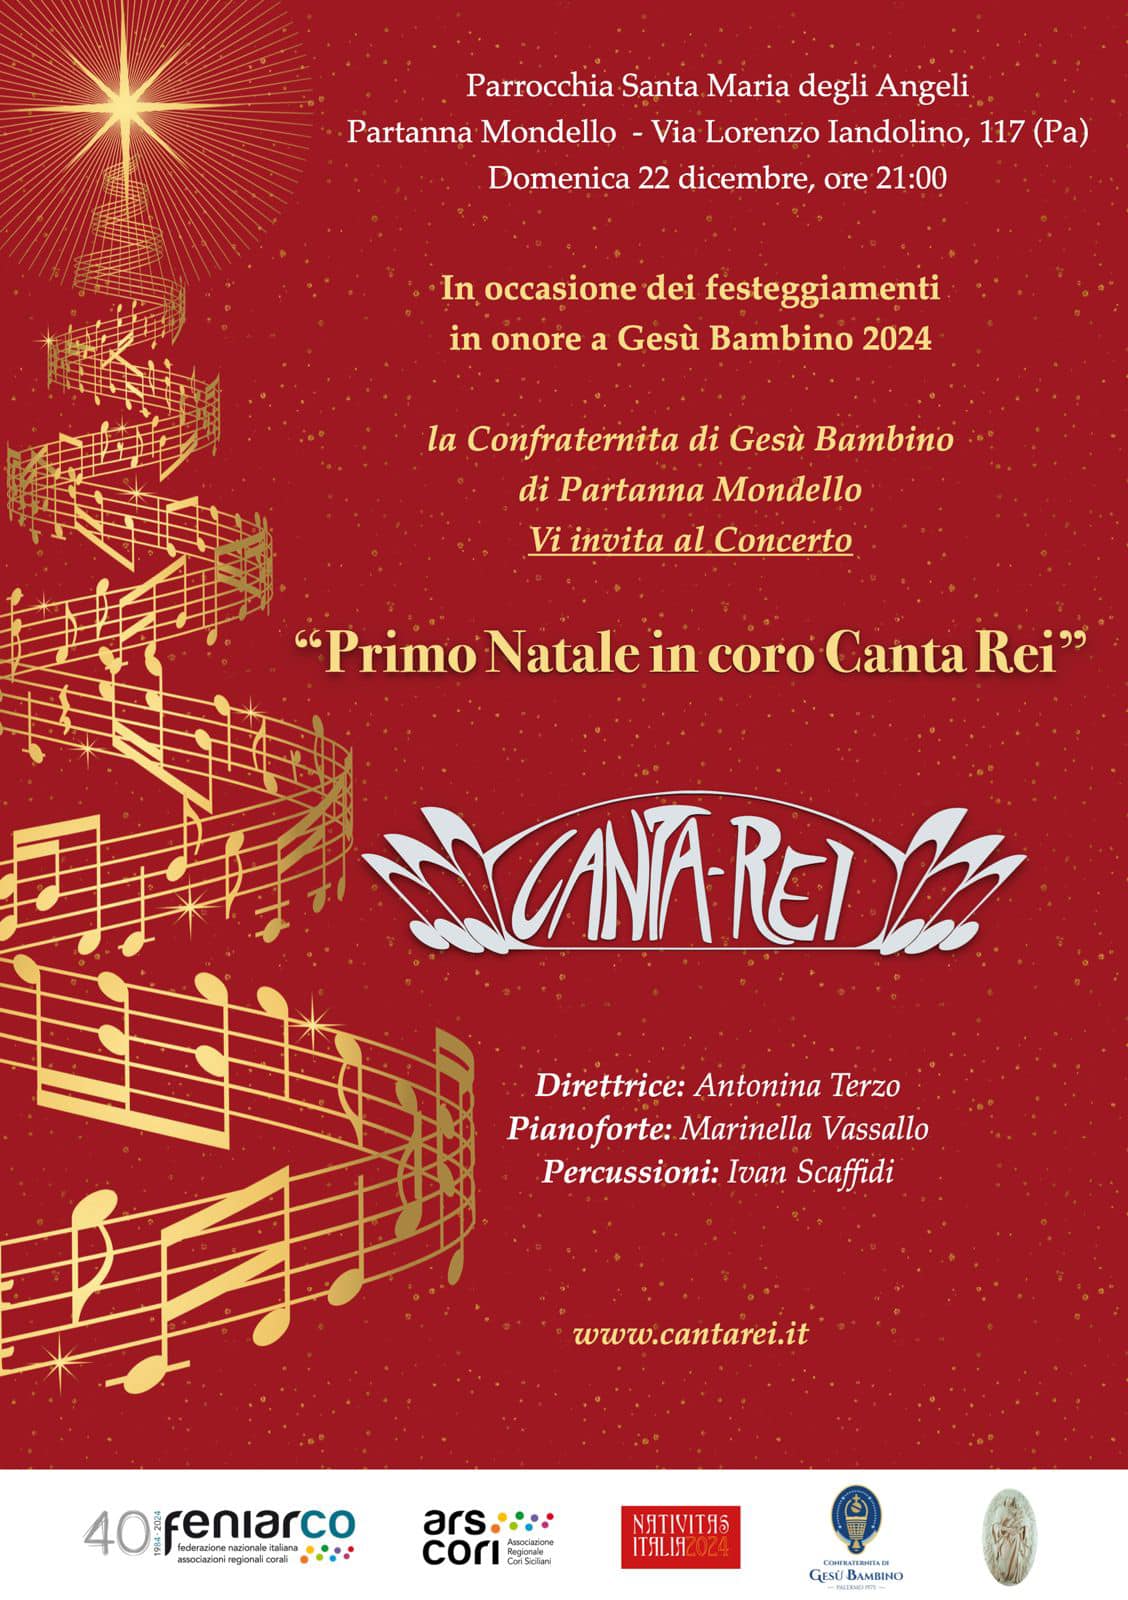 Parrocchia Santa Maria degli Angeli
Partanna Mondello - Via Lorenzo Iandolino, 117 (Pa)
Domenica 22 dicembre, ore 21:00
In occasione dei festeggiamenti
in onore a Gesù Bambino 2024
la Confraternita di Gesù Bambino
di Partanna Mondello
Vi invita al Concerto
“Primo Natale in coro Canta Rei”
CANTA-REI
Direttrice: Antonina Terzo
Pianoforte: Marinella Vassallo
Percussioni: Ivan Scaffidi
www.cantarei.it
40 1984 - 2024 feniarco
federazione nazionale italiana
associazioni regionali corali
ars
cori
Associazione
Regionale
Cori Siciliani
NATIVITAS
ITALIA2024
CONFRATERNITA DI
GESÙ BAMBINO
PALERMO 1975